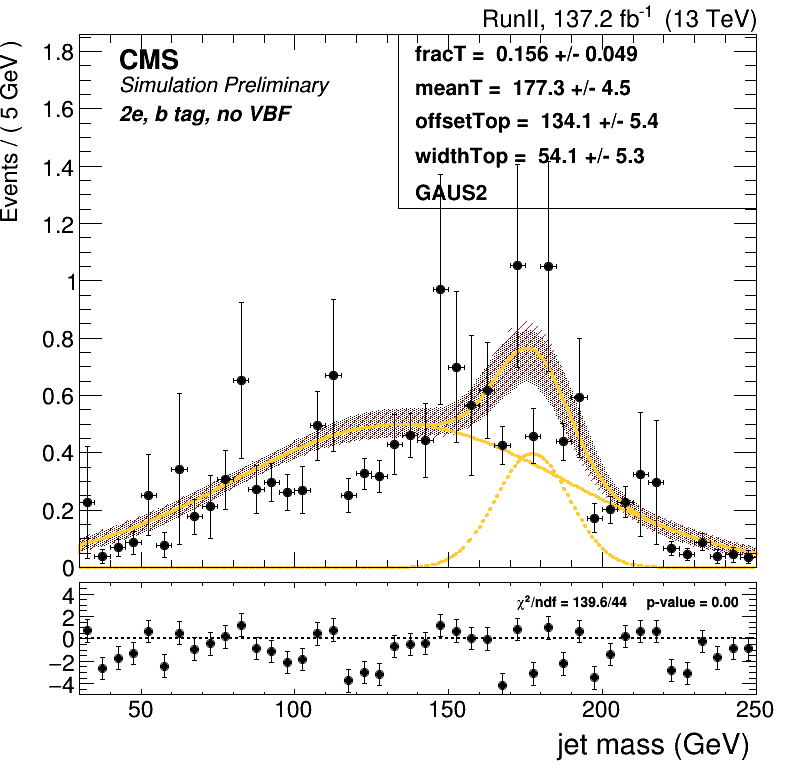 RunII, 137.2 fb-1 (13 TeV)
CMS
Simulation Preliminary
2e, b tag, no VBF
fracT = 0.156 +/- 0.049
meanT = 177.3 +/- 4.5
offsetTop = 134.1 +/- 5.4
widthTop = 54.1 +/- 5.3
GAUS2
Events / ( 5 GeV )
1.8
1.6
1.4
1.2
1
0.8
0.6
0.4
0.2
0
χ²/ndf = 139.6/44 p-value = 0.00
4
2
0
−2
−4
50 100 150 200 250
jet mass (GeV)